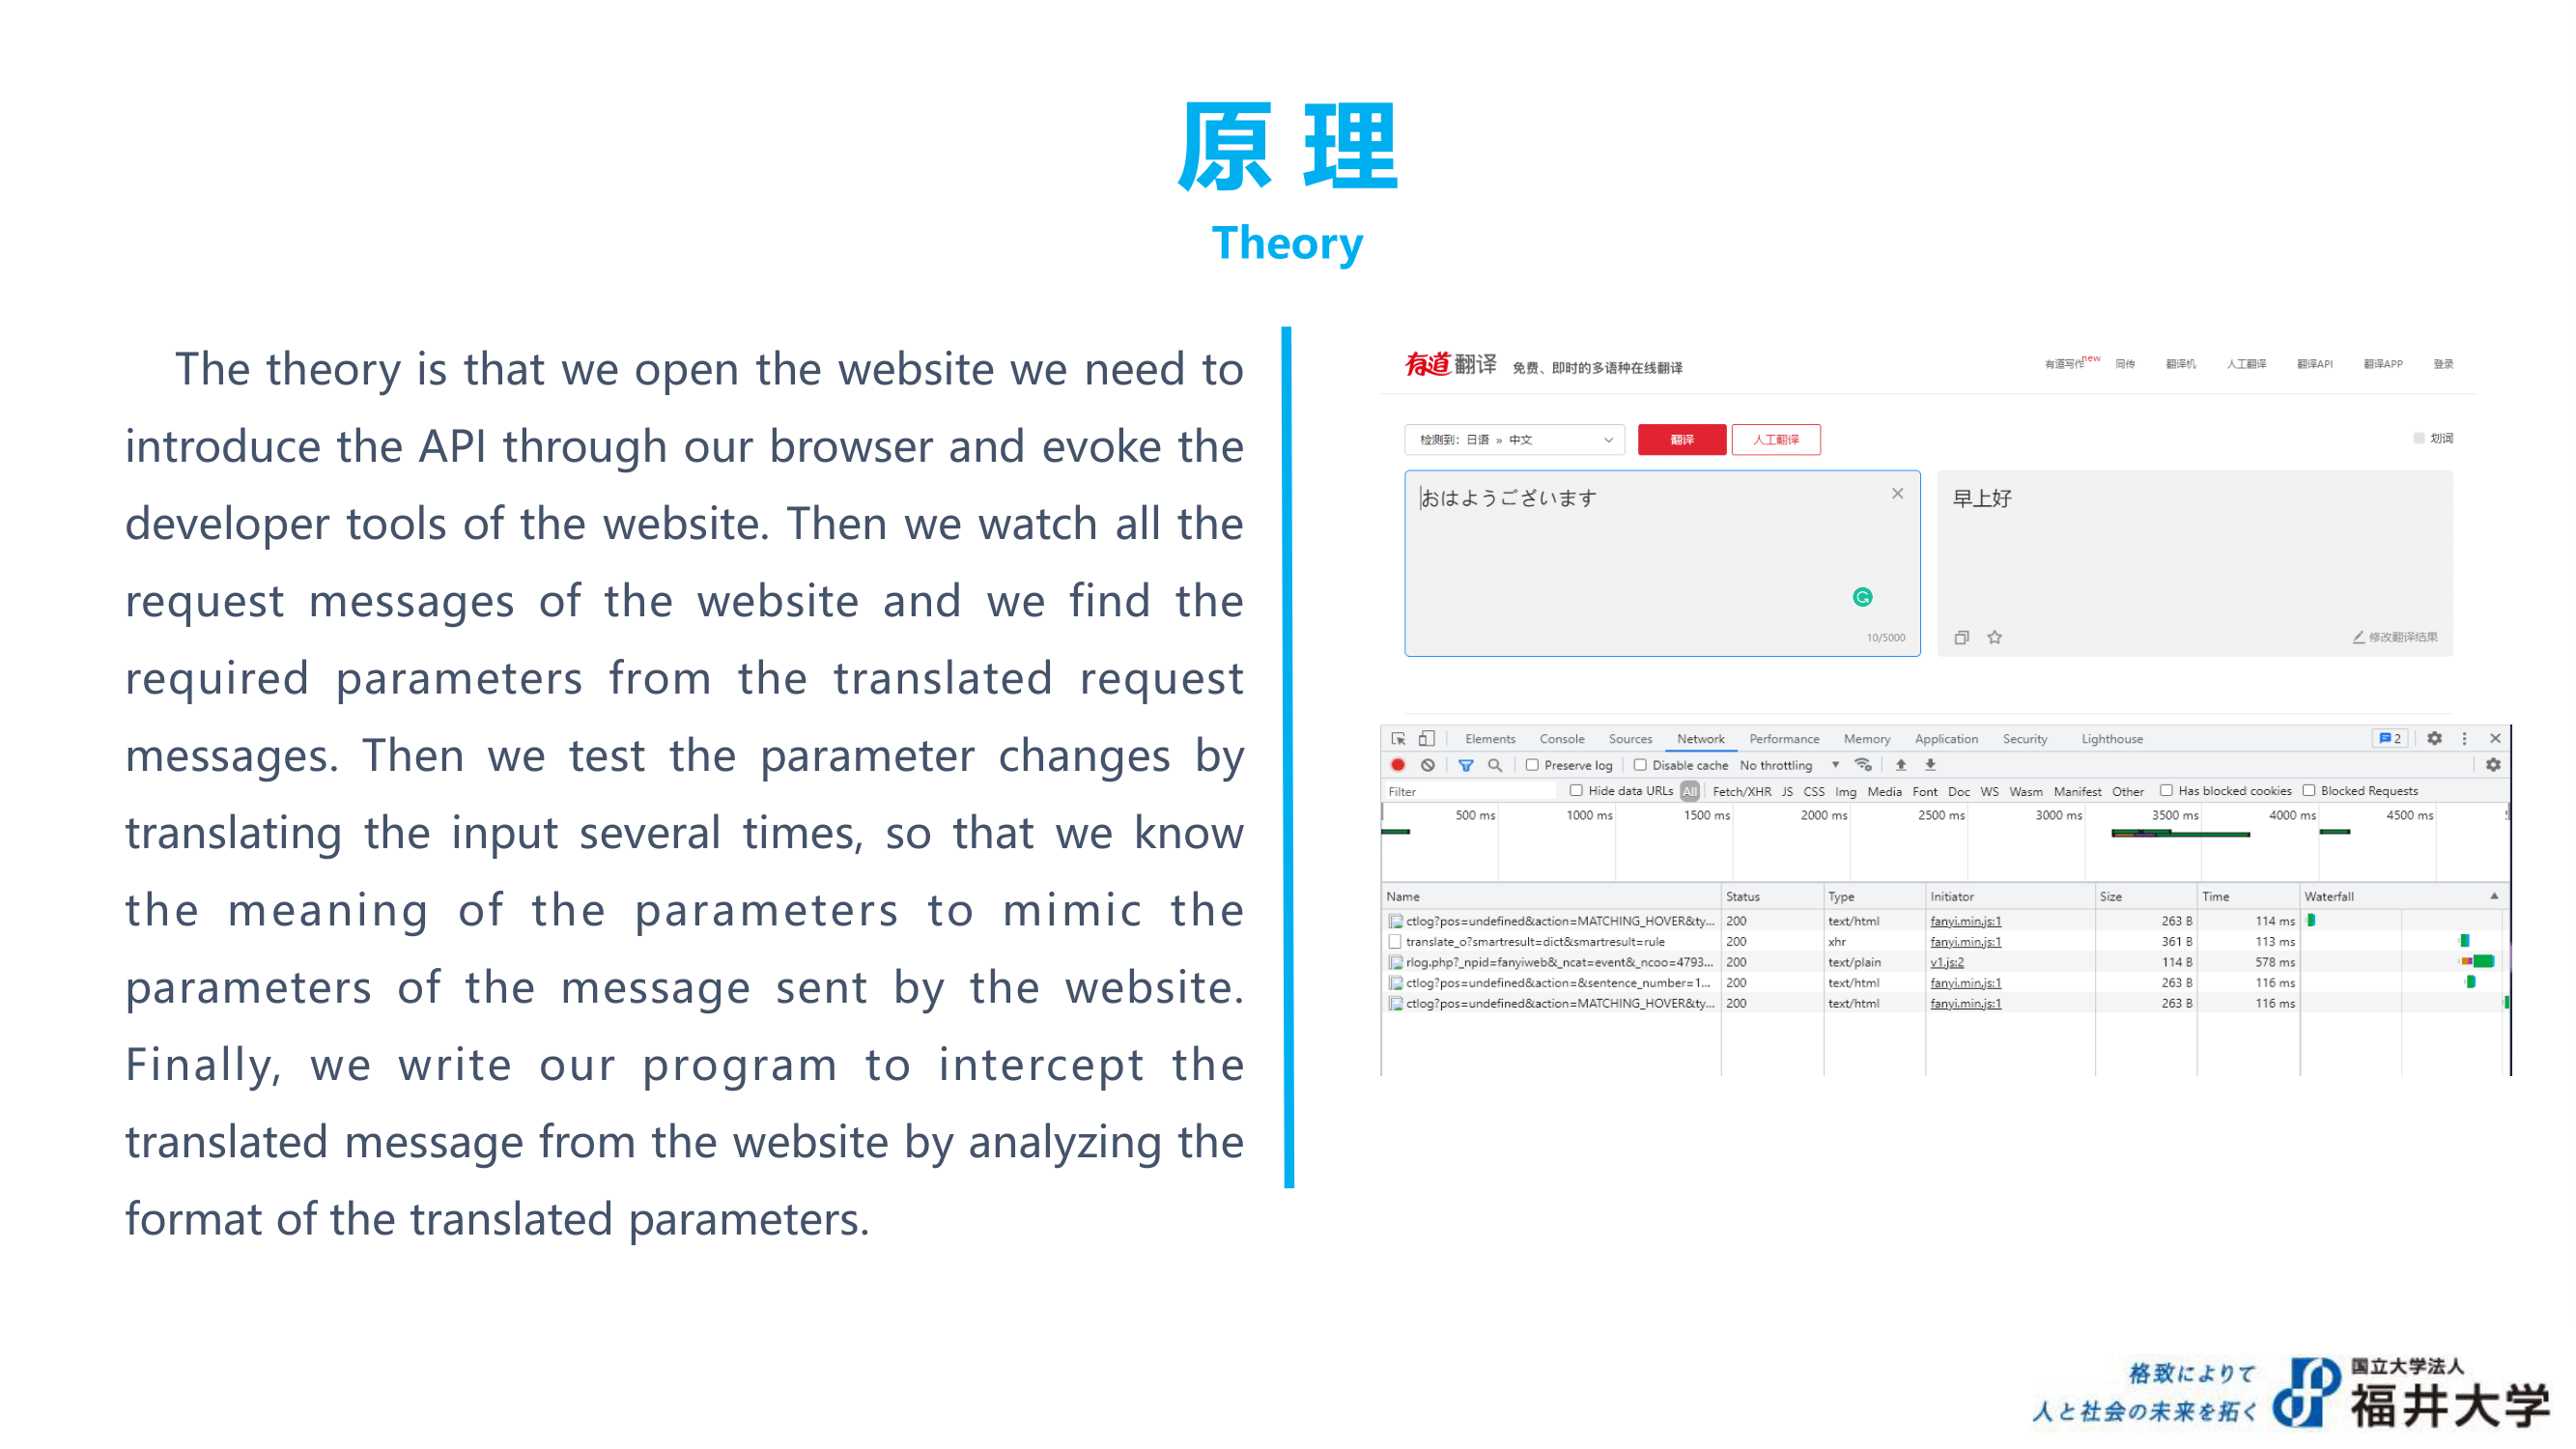 原 理
Theory
The theory is that we open the website we need to
introduce the API through our browser and evoke the
developer tools of the website. Then we watch all the
request messages of the website and we find the
required parameters from the translated request
messages. Then we test the parameter changes by
translating the input several times, so that we know
the meaning of the parameters to mimic the
parameters of the message sent by the website.
Finally, we write our program to intercept the
translated message from the website by analyzing the
format of the translated parameters.
有道翻译 免费、即时的多语种在线翻译
有道写作new 同传 翻译机 人工翻译 翻译API 翻译APP 登录
检测到: 日语 » 中文 翻译 人工翻译 划词
おはようございます
早上好
10/5000
修改翻译结果
Elements Console Sources Network Performance Memory Application Security Lighthouse 2
Preserve log Disable cache No throttling
Filter Hide data URLs All Fetch/XHR JS CSS Img Media Font Doc WS Wasm Manifest Other Has blocked cookies Blocked Requests
500 ms 1000 ms 1500 ms 2000 ms 2500 ms 3000 ms 3500 ms 4000 ms 4500 ms
Name Status Type Initiator Size Time Waterfall
ctlog?pos=undefined&action=MATCHING_HOVER&ty... 200 text/html fanyi.min.js:1 263 B 114 ms
translate_o?smartresult=dict&smartresult=rule 200 xhr fanyi.min.js:1 361 B 113 ms
rlog.php?_npid=fanyiweb&_ncat=event&_ncoo=4793... 200 text/plain v1.js:2 114 B 578 ms
ctlog?pos=undefined&action=&sentence_number=1... 200 text/html fanyi.min.js:1 263 B 116 ms
ctlog?pos=undefined&action=MATCHING_HOVER&ty... 200 text/html fanyi.min.js:1 263 B 116 ms
格致によりて
人と社会の未来を拓く
国立大学法人
福井大学